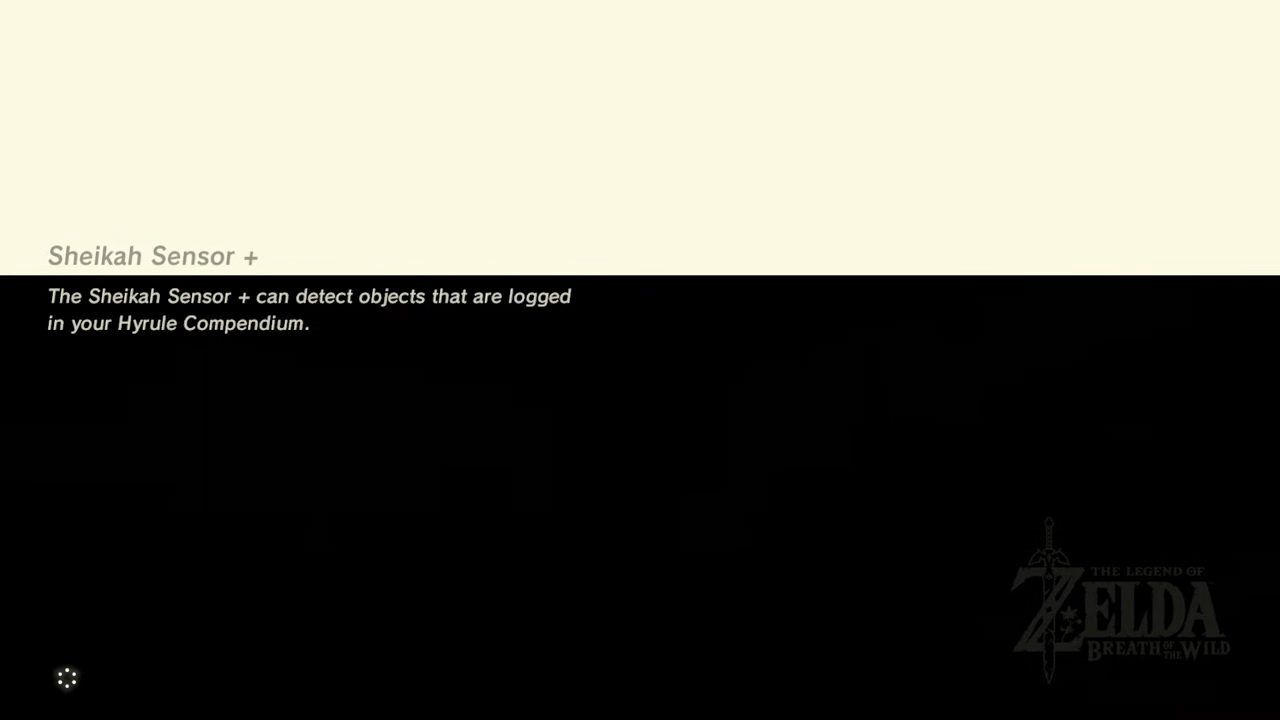 Sheikah Sensor +
The Sheikah Sensor + can detect objects that are logged
in your Hyrule Compendium.
THE LEGEND OF
ZELDA
BREATH OF THE WILD